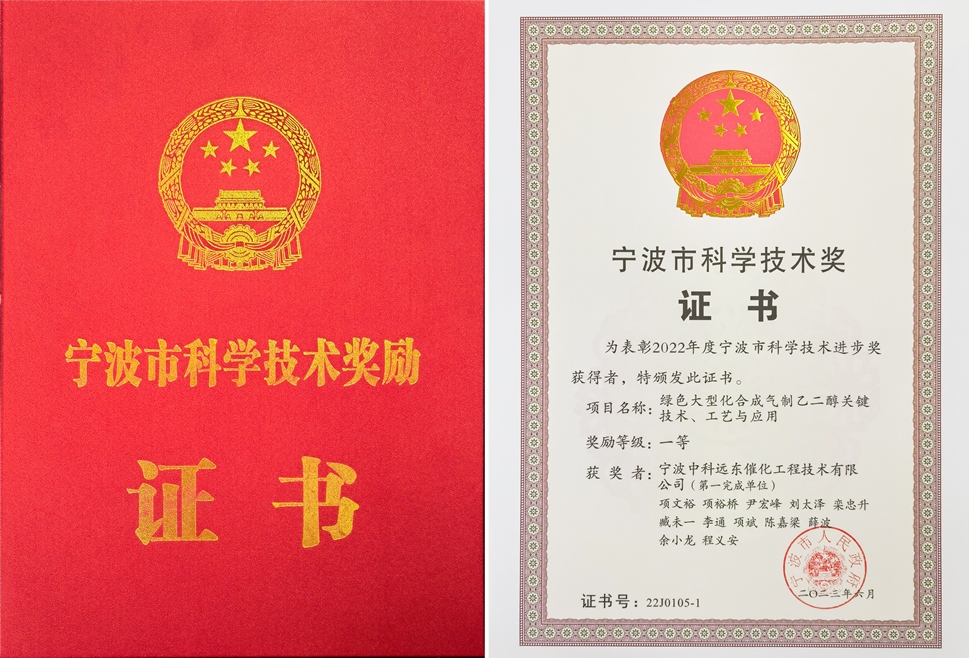 宁波市科学技术奖励
证 书
宁波市科学技术奖
证 书
为表彰2022年度宁波市科学技术进步奖
获得者，特颁发此证书。
项目名称：绿色大型化合成气制乙二醇关键
技术、工艺与应用
奖励等级：一等
获 奖 者：宁波中科远东催化工程技术有限
公司（第一完成单位）
项文裕 项裕桥 尹宏峰 刘太泽 栾忠升
臧未一 李通 项斌 陈嘉梁 薛波
余小龙 程义安
宁波市人民政府
二〇二三年六月
证书号：22J0105-1